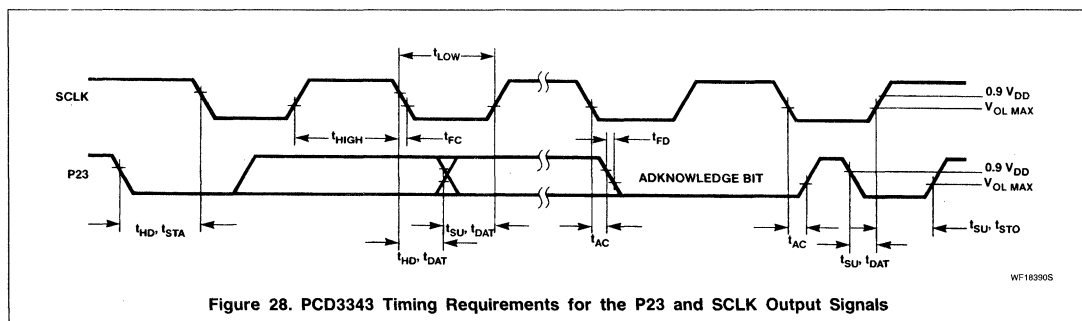 tLOW
SCLK
0.9 VDD
VOL MAX
tHIGH
tFC
tFD
P23
ADKNOWLEDGE BIT
0.9 VDD
VOL MAX
tHD, tSTA
tSU, tDAT
tHD, tDAT
tAC
tAC
tSU, tDAT
tSU, tSTO
WF18390S
Figure 28. PCD3343 Timing Requirements for the P23 and SCLK Output Signals